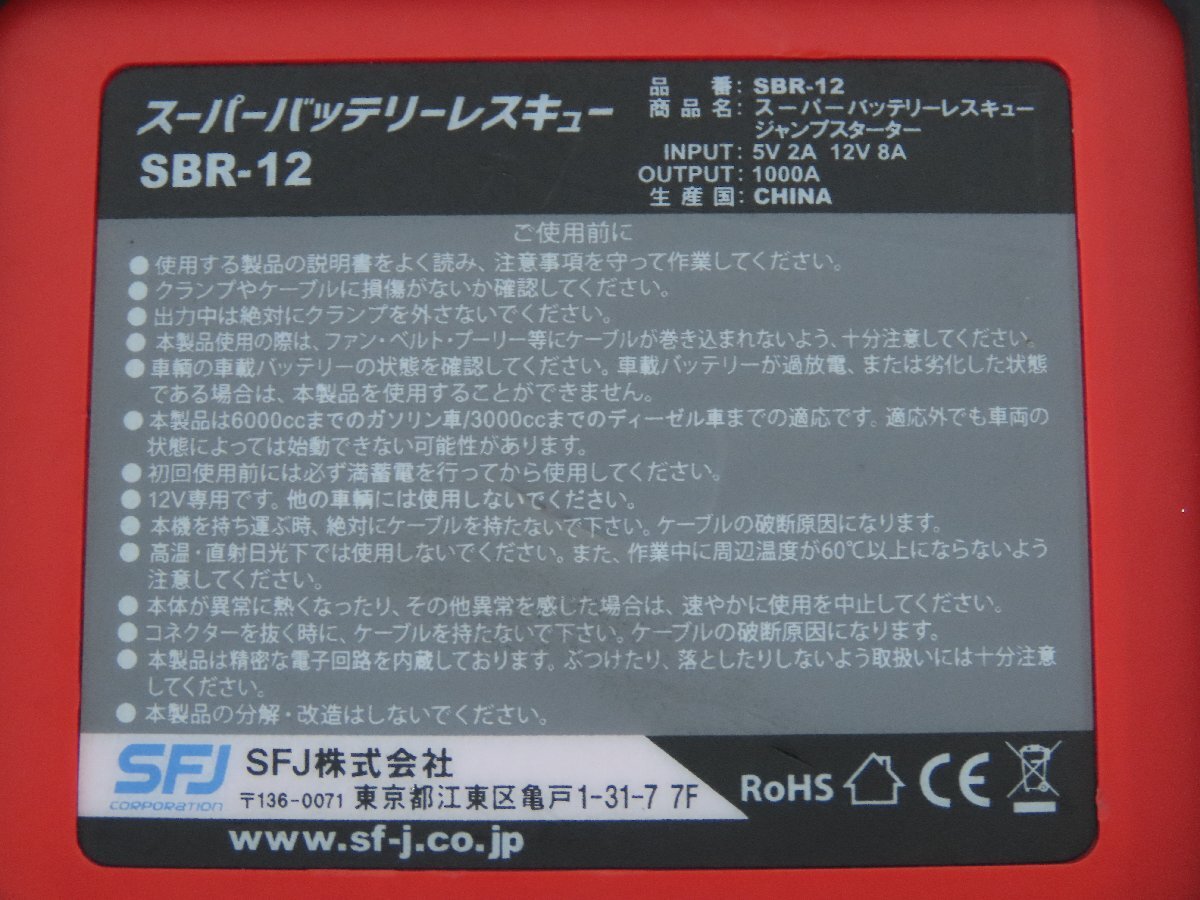 スーパーバッテリーレスキュー
SBR-12
品 番: SBR-12
商品名: スーパーバッテリーレスキュー
ジャンプスターター
INPUT: 5V 2A 12V 8A
OUTPUT: 1000A
生産国: CHINA
ご使用前に
●使用する製品の説明書をよく読み、注意事項を守って作業してください。
●クランプやケーブルに損傷がないか確認してください。
●出力中は絶対にクランプを外さないでください。
●本製品使用の際は、ファン・ベルト・プーリー等にケーブルが巻き込まれないよう、十分注意してください。
●車輌の車載バッテリーの状態を確認してください。車載バッテリーが過放電、または劣化した状態
である場合は、本製品を使用することができません。
●本製品は6000ccまでのガソリン車/3000ccまでのディーゼル車までの適応です。適応外でも車両の
状態によっては始動できない可能性があります。
●初回使用前には必ず満蓄電を行ってから使用してください。
●12V専用です。他の車輌には使用しないでください。
●本機を持ち運ぶ時、絶対にケーブルを持たないで下さい。ケーブルの破断原因になります。
●高温・直射日光下では使用しないでください。また、作業中に周辺温度が60℃以上にならないよう
注意してください。
●本体が異常に熱くなったり、その他異常を感じた場合は、速やかに使用を中止してください。
●コネクターを抜く時に、ケーブルを持たないで下さい。ケーブルの破断原因になります。
●本製品は精密な電子回路を内蔵しております。ぶつけたり、落としたりしないよう取扱いには十分注意
してください。
●本製品の分解・改造はしないでください。
SFJ
CORPORATION
SFJ株式会社
〒136-0071 東京都江東区亀戸1-31-7 7F
RoHS CE
www.sf-j.co.jp